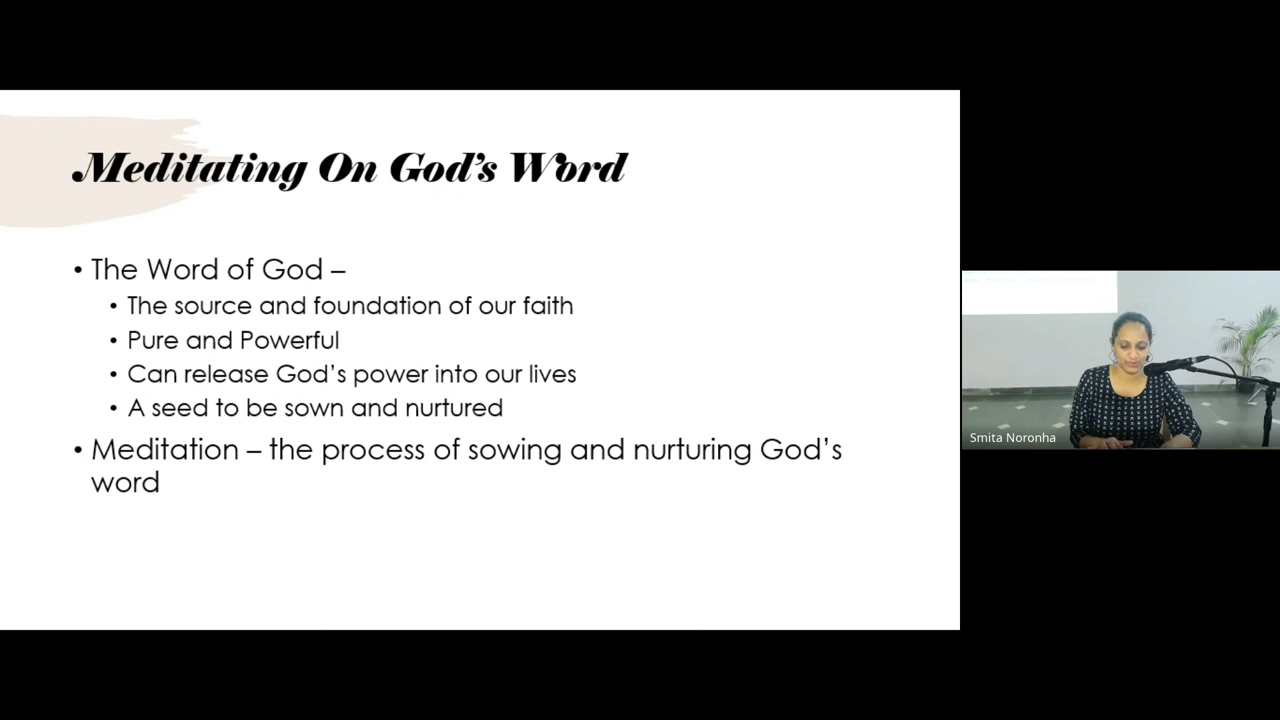 Meditating On God's Word
• The Word of God –
• The source and foundation of our faith
• Pure and Powerful
• Can release God's power into our lives
• A seed to be sown and nurtured
• Meditation – the process of sowing and nurturing God's
word
Smita Noronha